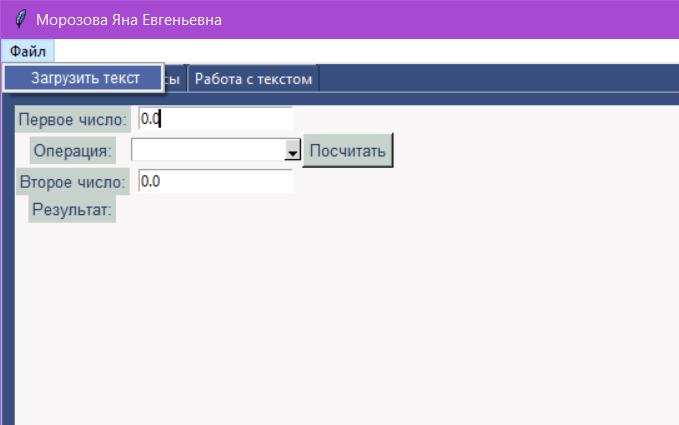 Морозова Яна Евгеньевна
Файл
Загрузить текст
Работа с текстом
Первое число: 0.0
Операция: Посчитать
Второе число: 0.0
Результат: